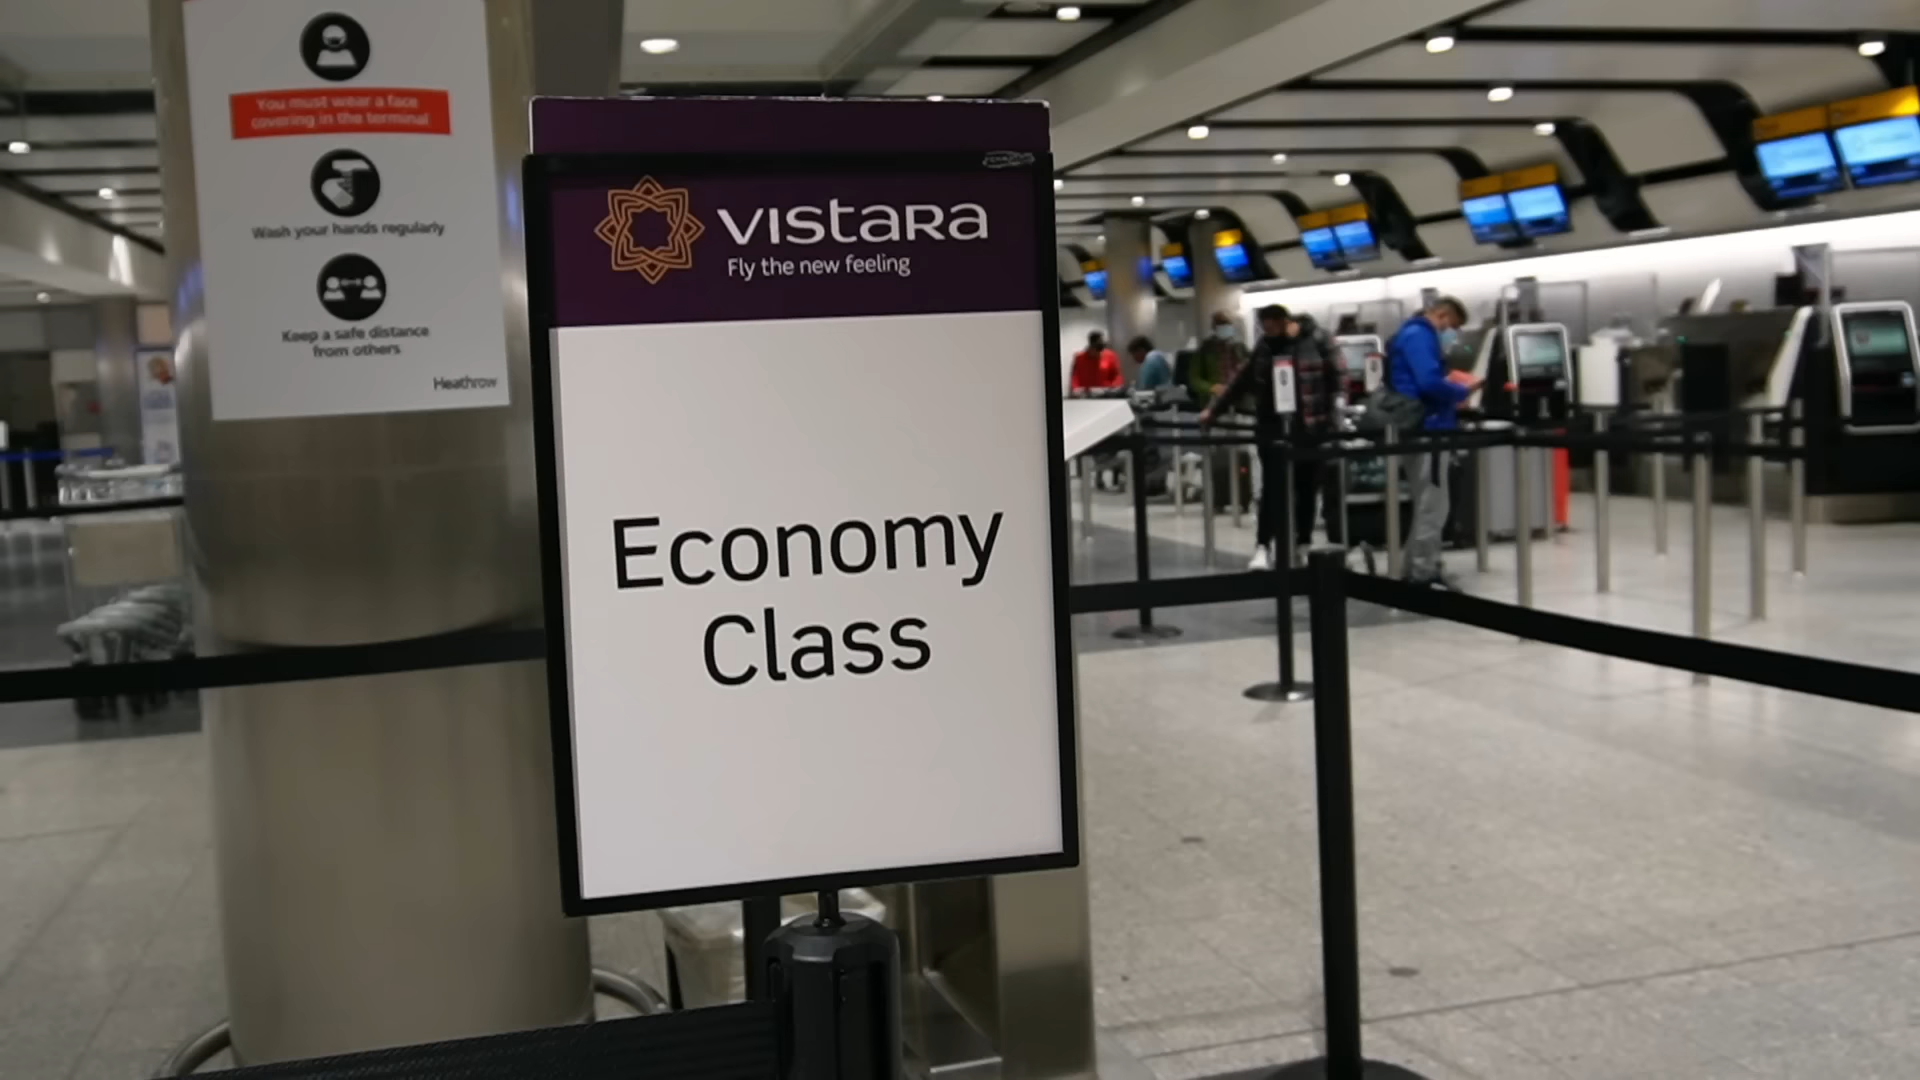 You must wear a face
covering in the terminal
Wash your hands regularly
Keep a safe distance
from others
Heathrow
VISTARA
Fly the new feeling
Economy
Class